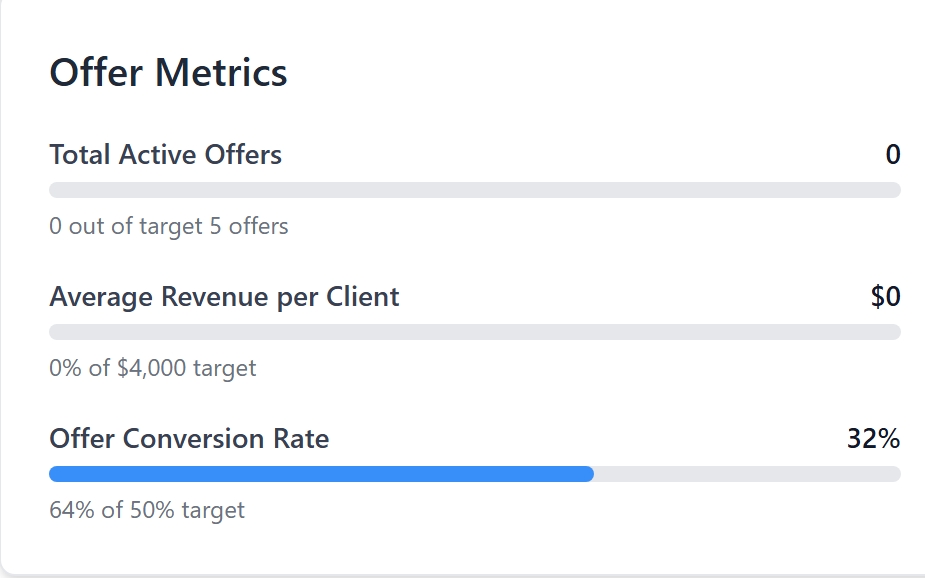 Offer Metrics
Total Active Offers 0
0 out of target 5 offers
Average Revenue per Client $0
0% of $4,000 target
Offer Conversion Rate 32%
64% of 50% target